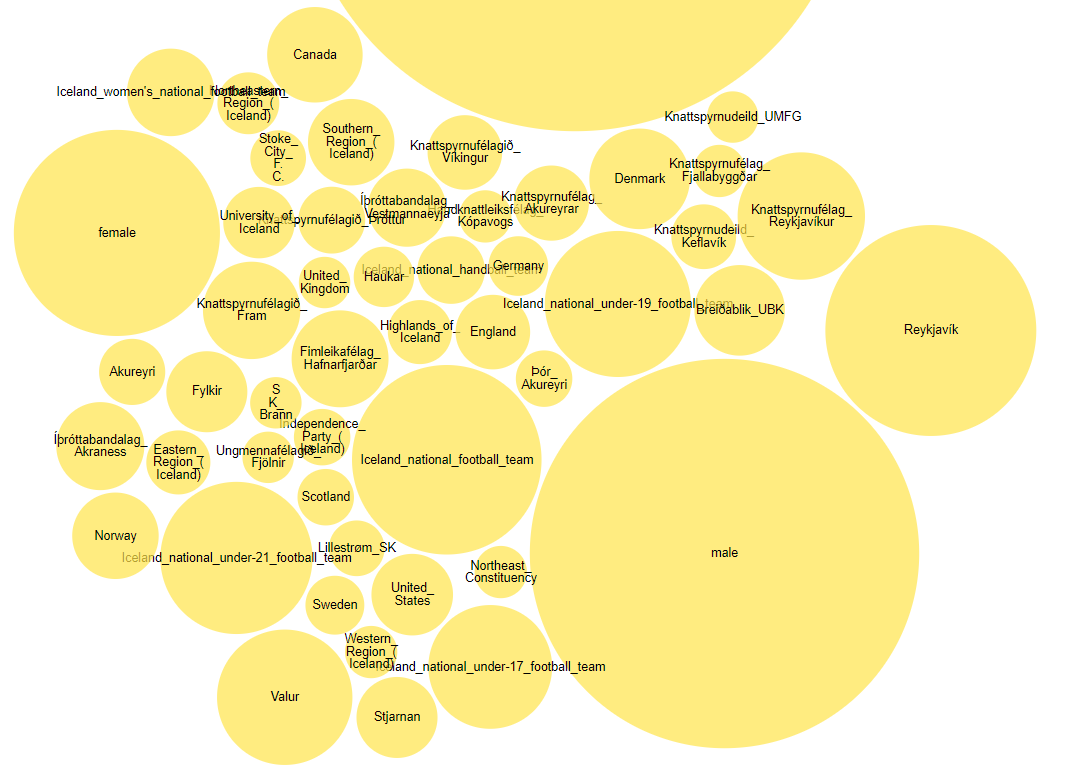 Canada
Iceland_women's_national_football_team
Northeastern_
Region_(
Iceland)
Stoke_
City_
F.
C.
Southern_
Region_(
Iceland)
Knattspyrnufélagið_
Víkingur
Knattspyrnudeild_UMFG
Knattspyrnufélag_
Fjallabyggðar
Denmark
Knattspyrnufélag_
Akureyrar
Knattspyrnufélag_
Reykjavíkur
Íþróttabandalag_
Vestmannaeyja
Handknattleiksfélag_
Kópavogs
University_of_
Iceland
Knattspyrnufélagið_Þróttur
female
Knattspyrnudeild_
Keflavík
Germany
Iceland_national_handball_team
Haukar
United_
Kingdom
Knattspyrnufélagið_
Fram
Iceland_national_under-19_football_team
Breiðablik_UBK
Highlands_of_
Iceland
England
Reykjavík
Fimleikafélag_
Hafnarfjarðar
Akureyri
Þór_
Akureyri
Fylkir
S
K_
Brann
Independence_
Party_(
Iceland)
Íþróttabandalag_
Akraness
Eastern_
Region_(
Iceland)
Ungmennafélagið_
Fjölnir
Iceland_national_football_team
Scotland
Norway
Iceland_national_under-21_football_team
Lillestrøm_SK
male
Northeast_
Constituency
United_
States
Sweden
Western_
Region_(
Iceland)
Iceland_national_under-17_football_team
Valur
Stjarnan